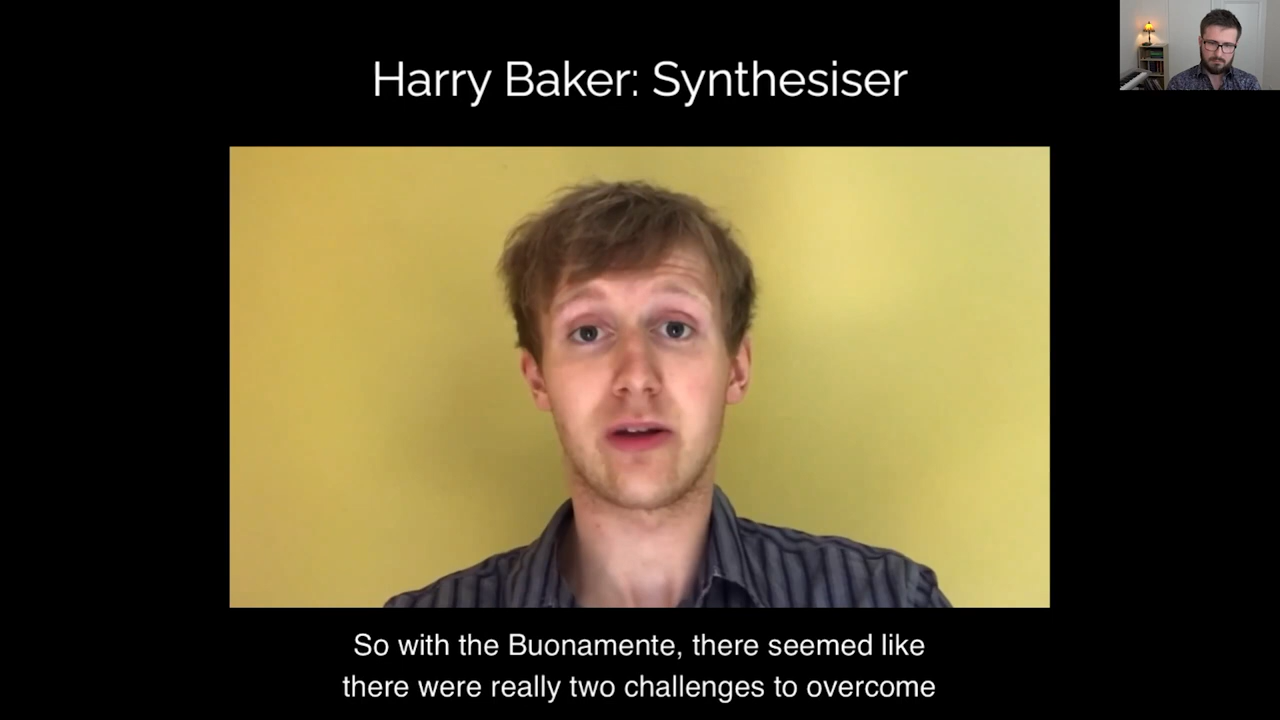 Harry Baker: Synthesiser
So with the Buonamente, there seemed like
there were really two challenges to overcome